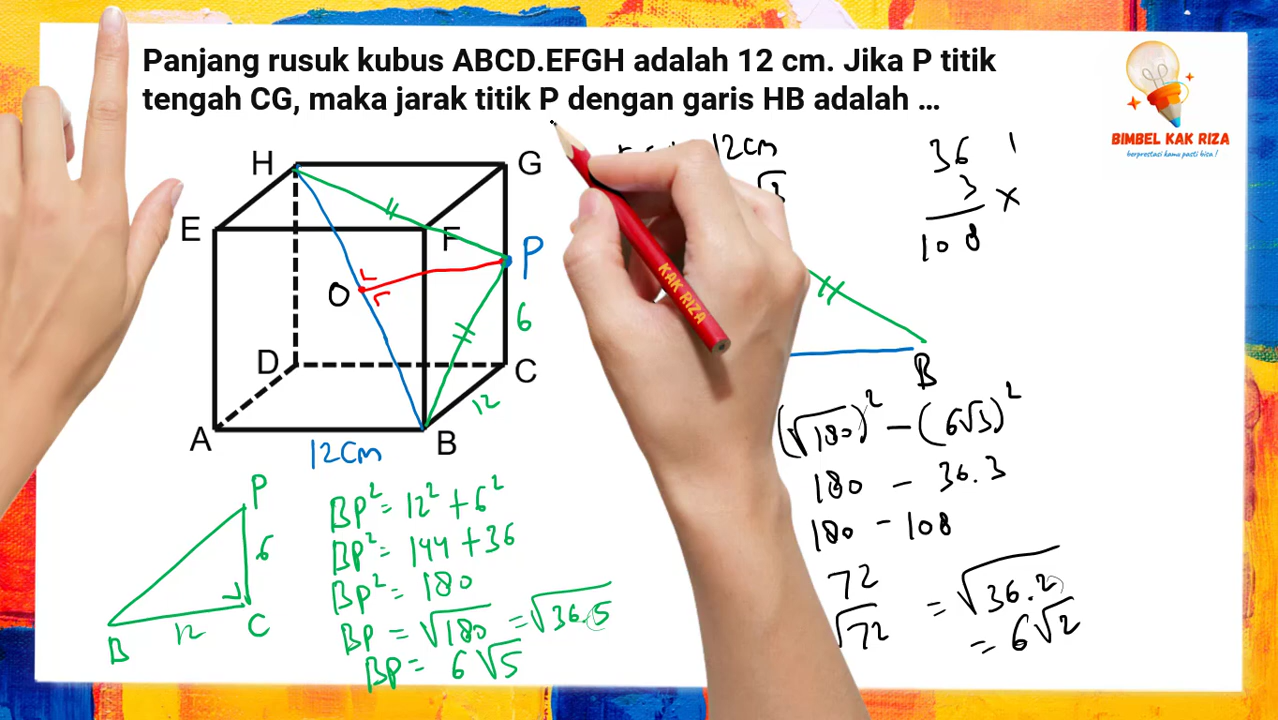 Panjang rusuk kubus ABCD.EFGH adalah 12 cm. Jika P titik
tengah CG, maka jarak titik P dengan garis HB adalah ...
BIMBEL KAK RIZA
berprestasi kamu pasti bisa !
KAK RIZA
H
G
E
F
P
O
6
D
C
12
A
B
12 cm
12cm
36
3 ×
108
B
(√180)² − (6√3)²
180 − 36.3
180 − 108
72
√72 = √36.2
= 6√2
P
6
B
12
C
BP² = 12² + 6²
BP² = 144 + 36
BP² = 180
BP = √180 = √36.5
BP = 6√5